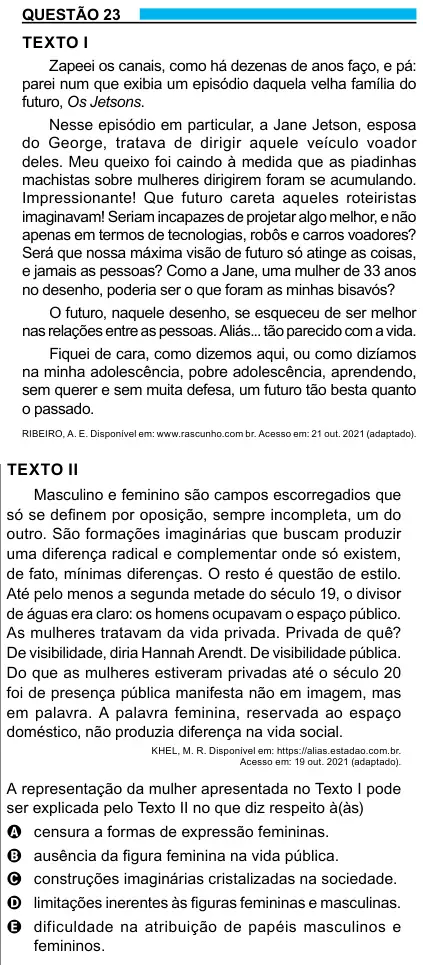 QUESTÃO 23
TEXTO I
Zapeei os canais, como há dezenas de anos faço, e pá:
parei num que exibia um episódio daquela velha família do
futuro, Os Jetsons.
Nesse episódio em particular, a Jane Jetson, esposa
do George, tratava de dirigir aquele veículo voador
deles. Meu queixo foi caindo à medida que as piadinhas
machistas sobre mulheres dirigirem foram se acumulando.
Impressionante! Que futuro careta aqueles roteiristas
imaginavam! Seriam incapazes de projetar algo melhor, e não
apenas em termos de tecnologias, robôs e carros voadores?
Será que nossa máxima visão de futuro só atinge as coisas,
e jamais as pessoas? Como a Jane, uma mulher de 33 anos
no desenho, poderia ser o que foram as minhas bisavós?
O futuro, naquele desenho, se esqueceu de ser melhor
nas relações entre as pessoas. Aliás... tão parecido com a vida.
Fiquei de cara, como dizemos aqui, ou como dizíamos
na minha adolescência, pobre adolescência, aprendendo,
sem querer e sem muita defesa, um futuro tão besta quanto
o passado.
RIBEIRO, A. E. Disponível em: www.rascunho.com br. Acesso em: 21 out. 2021 (adaptado).
TEXTO II
Masculino e feminino são campos escorregadios que
só se definem por oposição, sempre incompleta, um do
outro. São formações imaginárias que buscam produzir
uma diferença radical e complementar onde só existem,
de fato, mínimas diferenças. O resto é questão de estilo.
Até pelo menos a segunda metade do século 19, o divisor
de águas era claro: os homens ocupavam o espaço público.
As mulheres tratavam da vida privada. Privada de quê?
De visibilidade, diria Hannah Arendt. De visibilidade pública.
Do que as mulheres estiveram privadas até o século 20
foi de presença pública manifesta não em imagem, mas
em palavra. A palavra feminina, reservada ao espaço
doméstico, não produzia diferença na vida social.
KHEL, M. R. Disponível em: https://alias.estadao.com.br.
Acesso em: 19 out. 2021 (adaptado).
A representação da mulher apresentada no Texto I pode
ser explicada pelo Texto II no que diz respeito à(às)
A censura a formas de expressão femininas.
B ausência da figura feminina na vida pública.
C construções imaginárias cristalizadas na sociedade.
D limitações inerentes às figuras femininas e masculinas.
E dificuldade na atribuição de papéis masculinos e
femininos.